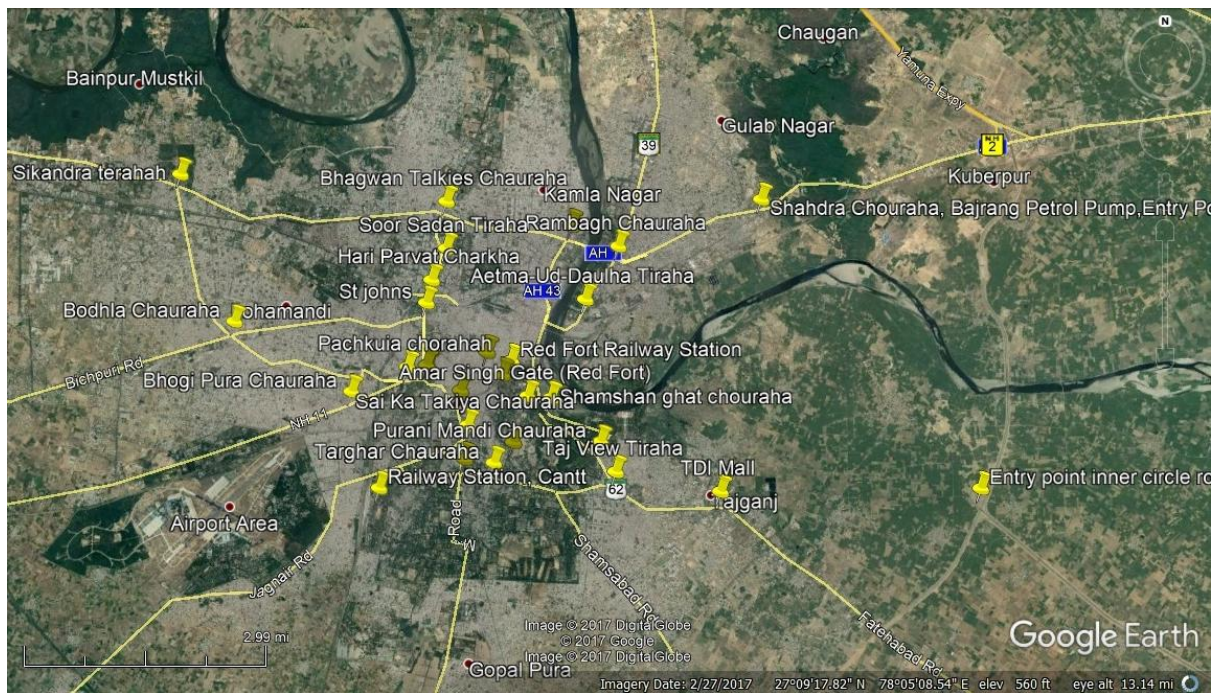 Chaugan
N
Bainpur Mustkil
Yamuna Expy
Gulab Nagar
39
N.H
2
Sikandra terahah
Bhagwan Talkies Chauraha
Kamla Nagar
Kuberpur
Shahdra Chouraha, Bajrang Petrol Pump,Entry Po
Soor Sadan Tiraha
Rambagh Chauraha
Hari Parvat Charkha
AH
Aetma-Ud-Daulha Tiraha
St johns
AH 43
Bodhla Chauraha
ohamandi
Pachkuia chorahah
Red Fort Railway Station
Bichpuri Rd
Amar Singh Gate (Red Fort)
Bhogi Pura Chauraha
Sai Ka Takiya Chauraha
Shamshan ghat chouraha
NH 11
Purani Mandi Chauraha
Targhar Chauraha
Taj View Tiraha
TDI Mall
Railway Station, Cantt
Entry point inner circle ro
62
Tajganj
Airport Area
M
Road
Jagnair Rd
Shamsabad Rd
Fatehabad Rd
2.99 mi
Image © 2017 DigitalGlobe
© 2017 Google
Image © 2017 DigitalGlobe
Google Earth
Gopal Pura
Imagery Date: 2/27/2017 27°09'17.82" N 78°05'08.54" E elev 560 ft eye alt 13.14 mi